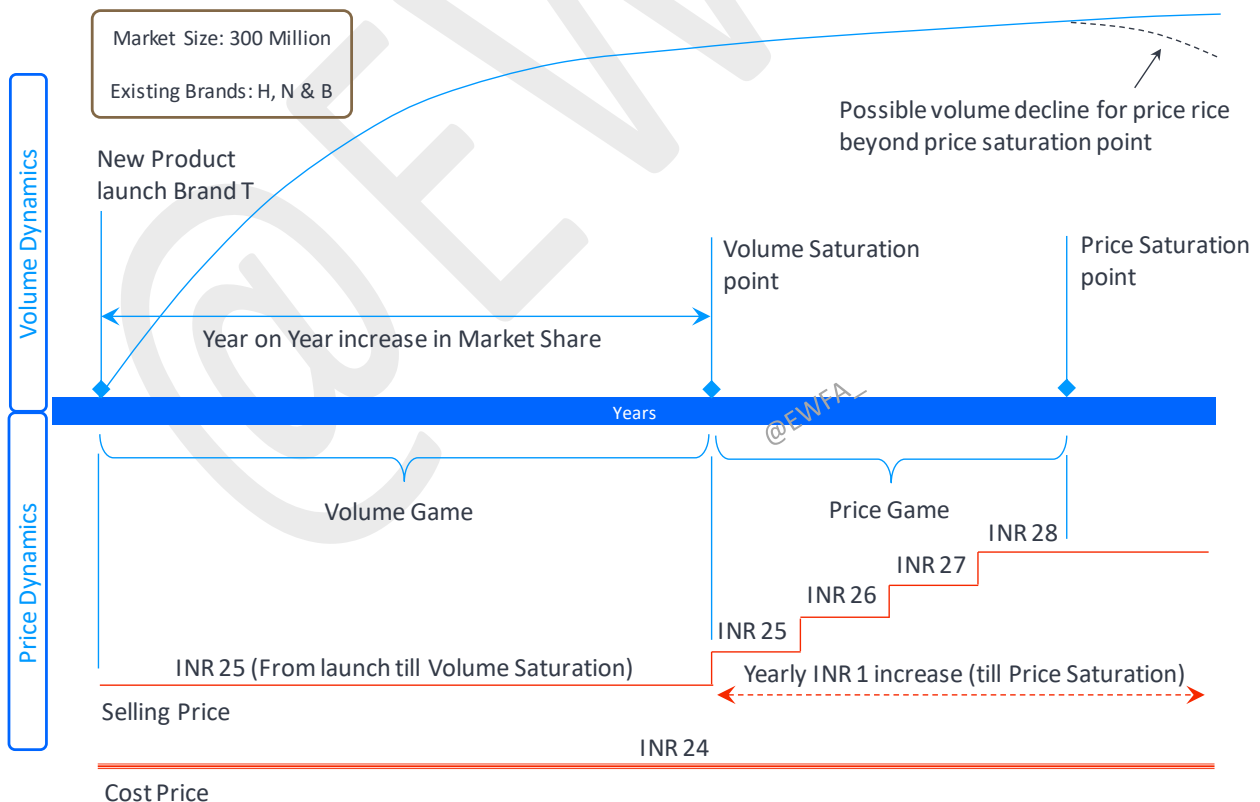 Market Size: 300 Million
Existing Brands: H, N & B
New Product
launch Brand T
Possible volume decline for price rice
beyond price saturation point
Volume Dynamics
Volume Saturation
point
Price Saturation
point
Year on Year increase in Market Share
Years
@EWFA_
@EW
Price Dynamics
Volume Game
Price Game
INR 28
INR 27
INR 26
INR 25
INR 25 (From launch till Volume Saturation)
Yearly INR 1 increase (till Price Saturation)
Selling Price
INR 24
Cost Price